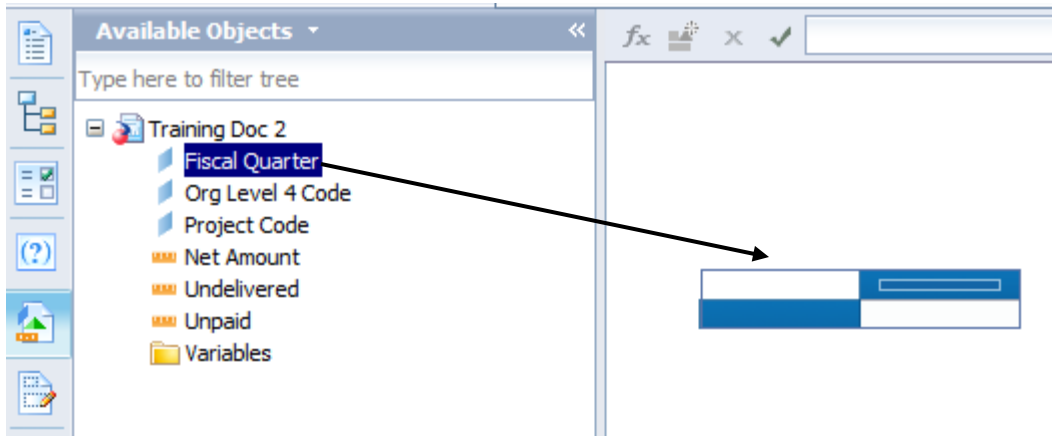 Available Objects
Type here to filter tree
Training Doc 2
Fiscal Quarter
Org Level 4 Code
Project Code
Net Amount
Undelivered
Unpaid
Variables
fx
(?)